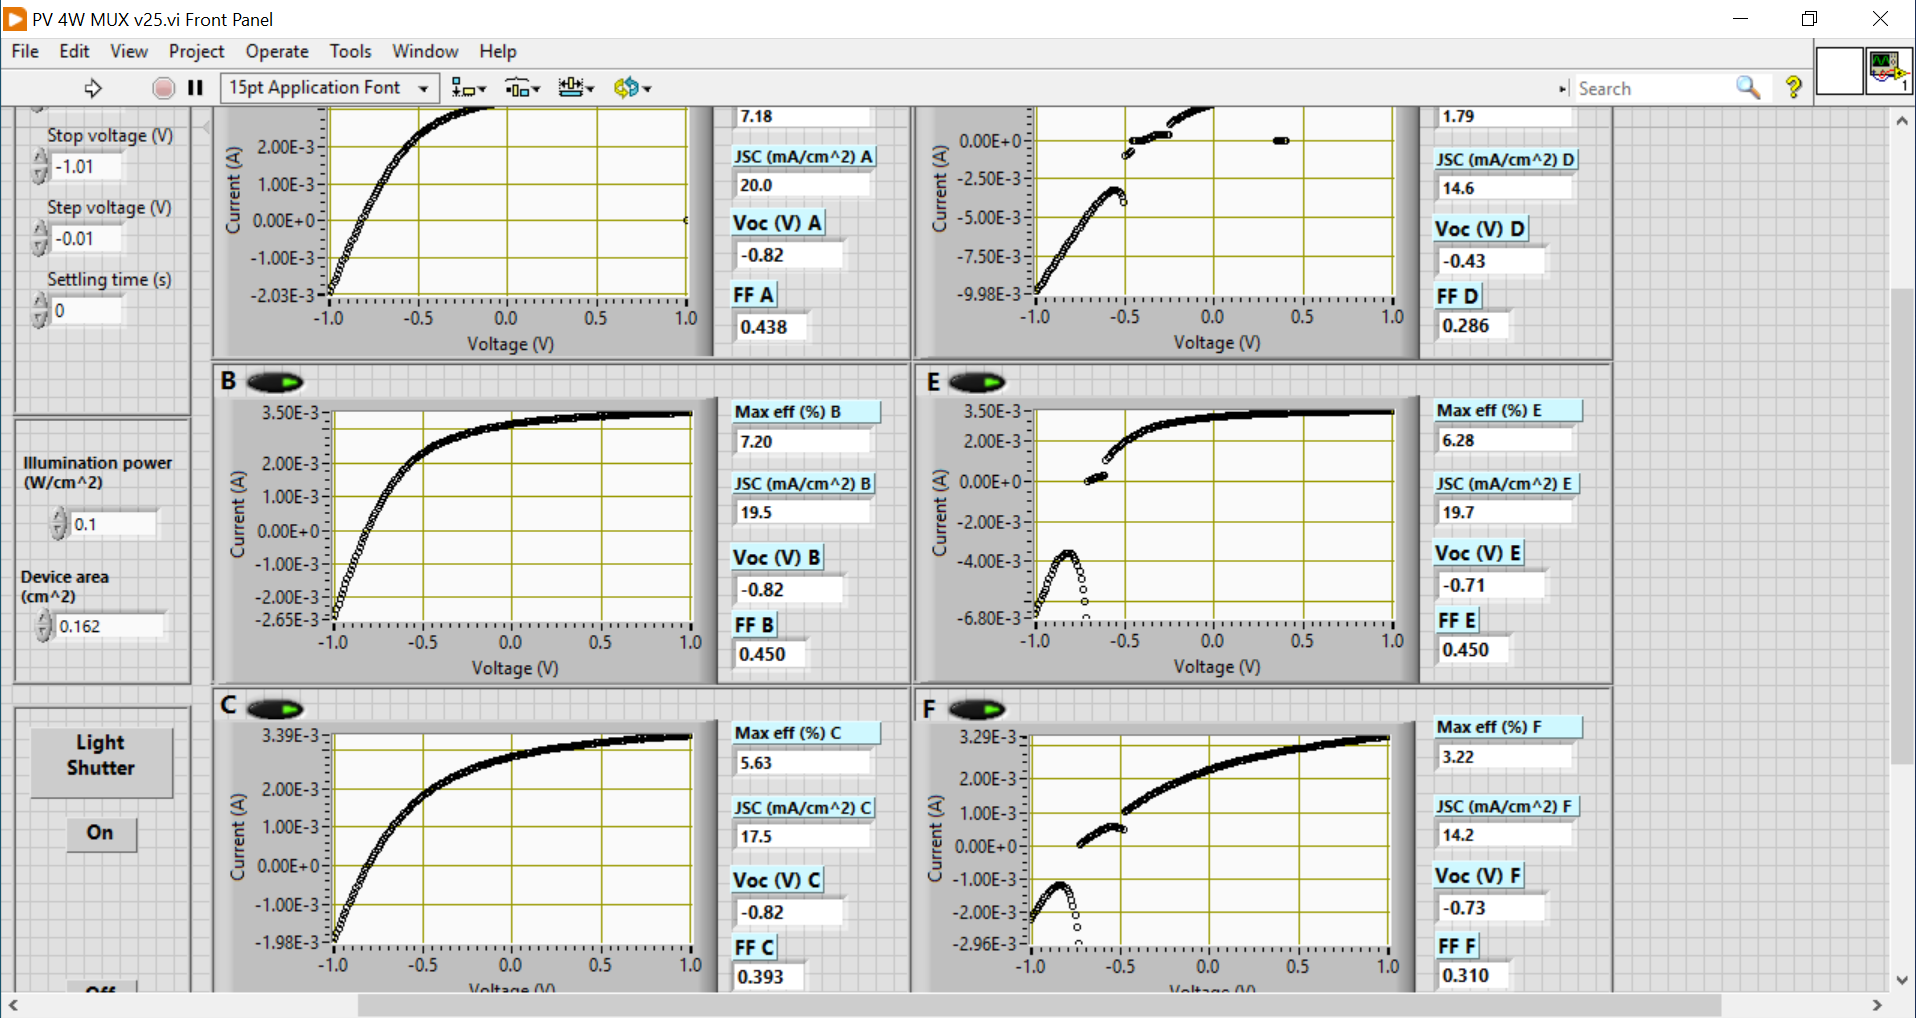 PV 4W MUX v25.vi Front Panel
File Edit View Project Operate Tools Window Help
15pt Application Font
Search
1
Stop voltage (V)
-1.01
Step voltage (V)
-0.01
Settling time (s)
0
Illumination power
(W/cm^2)
0.1
Device area
(cm^2)
0.162
Light
Shutter
On
Off
Current (A)
2.00E-3
1.00E-3
0.00E+0
-1.00E-3
-2.03E-3
-1.0 -0.5 0.0 0.5 1.0
Voltage (V)
7.18
JSC (mA/cm^2) A
20.0
Voc (V) A
-0.82
FF A
0.438
Current (A)
0.00E+0
-2.50E-3
-5.00E-3
-7.50E-3
-9.98E-3
-1.0 -0.5 0.0 0.5 1.0
Voltage (V)
1.79
JSC (mA/cm^2) D
14.6
Voc (V) D
-0.43
FF D
0.286
B
Current (A)
3.50E-3
2.00E-3
1.00E-3
0.00E+0
-1.00E-3
-2.00E-3
-2.65E-3
-1.0 -0.5 0.0 0.5 1.0
Voltage (V)
Max eff (%) B
7.20
JSC (mA/cm^2) B
19.5
Voc (V) B
-0.82
FF B
0.450
E
Current (A)
3.50E-3
2.00E-3
0.00E+0
-2.00E-3
-4.00E-3
-6.80E-3
-1.0 -0.5 0.0 0.5 1.0
Voltage (V)
Max eff (%) E
6.28
JSC (mA/cm^2) E
19.7
Voc (V) E
-0.71
FF E
0.450
C
Current (A)
3.39E-3
2.00E-3
1.00E-3
0.00E+0
-1.00E-3
-1.98E-3
-1.0 -0.5 0.0 0.5 1.0
Voltage (V)
Max eff (%) C
5.63
JSC (mA/cm^2) C
17.5
Voc (V) C
-0.82
FF C
0.393
F
Current (A)
3.29E-3
2.00E-3
1.00E-3
0.00E+0
-1.00E-3
-2.00E-3
-2.96E-3
-1.0 -0.5 0.0 0.5 1.0
Voltage (V)
Max eff (%) F
3.22
JSC (mA/cm^2) F
14.2
Voc (V) F
-0.73
FF F
0.310